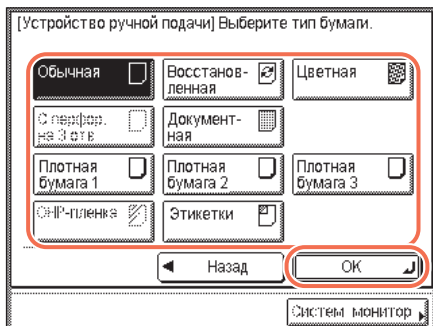 [Устройство ручной подачи] Выберите тип бумаги.
Обычная
Восстанов-
ленная
Цветная
С перфор.
на 3 отв
Документ-
ная
Плотная
бумага 1
Плотная
бумага 2
Плотная
бумага 3
OHP-пленка
Этикетки
Назад
OK
Систем монитор